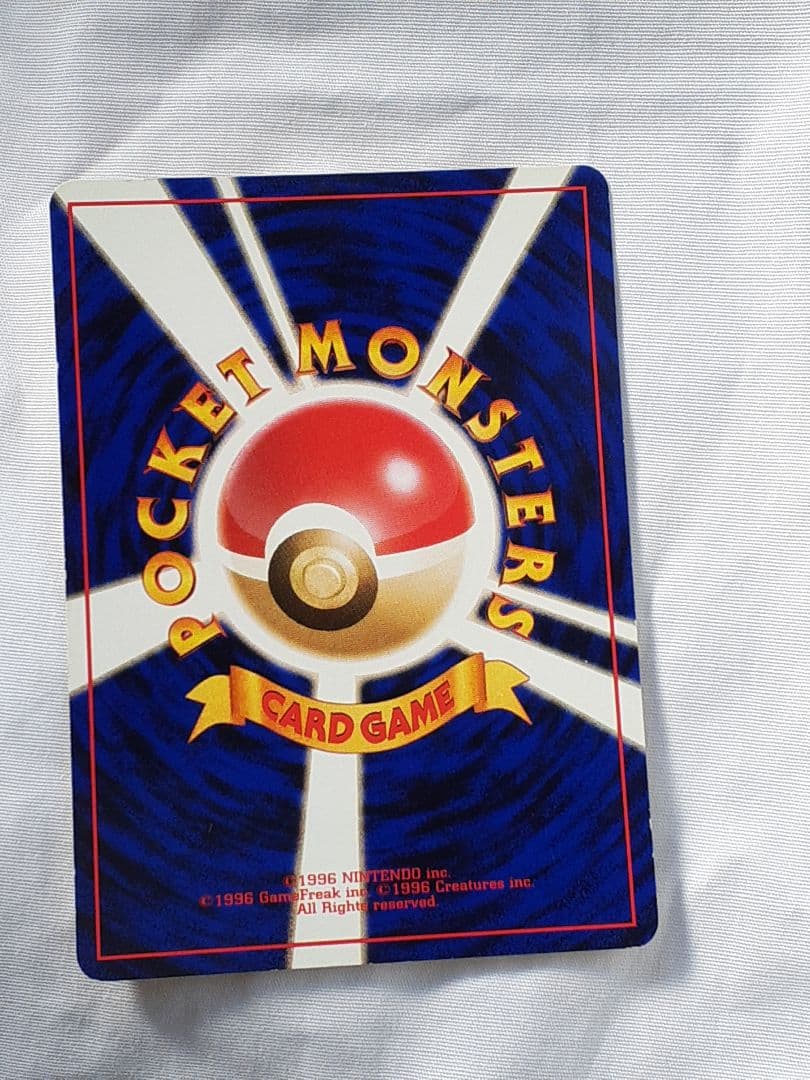 POCKET MONSTERS
CARD GAME
©1996 NINTENDO inc.
©1996 GameFreak inc. ©1996 Creatures inc.
All Rights reserved.